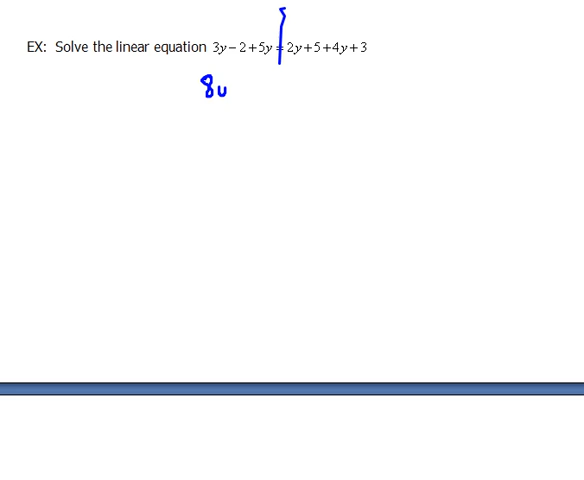 EX: Solve the linear equation 3y – 2 + 5y = 2y + 5 + 4y + 3
8u